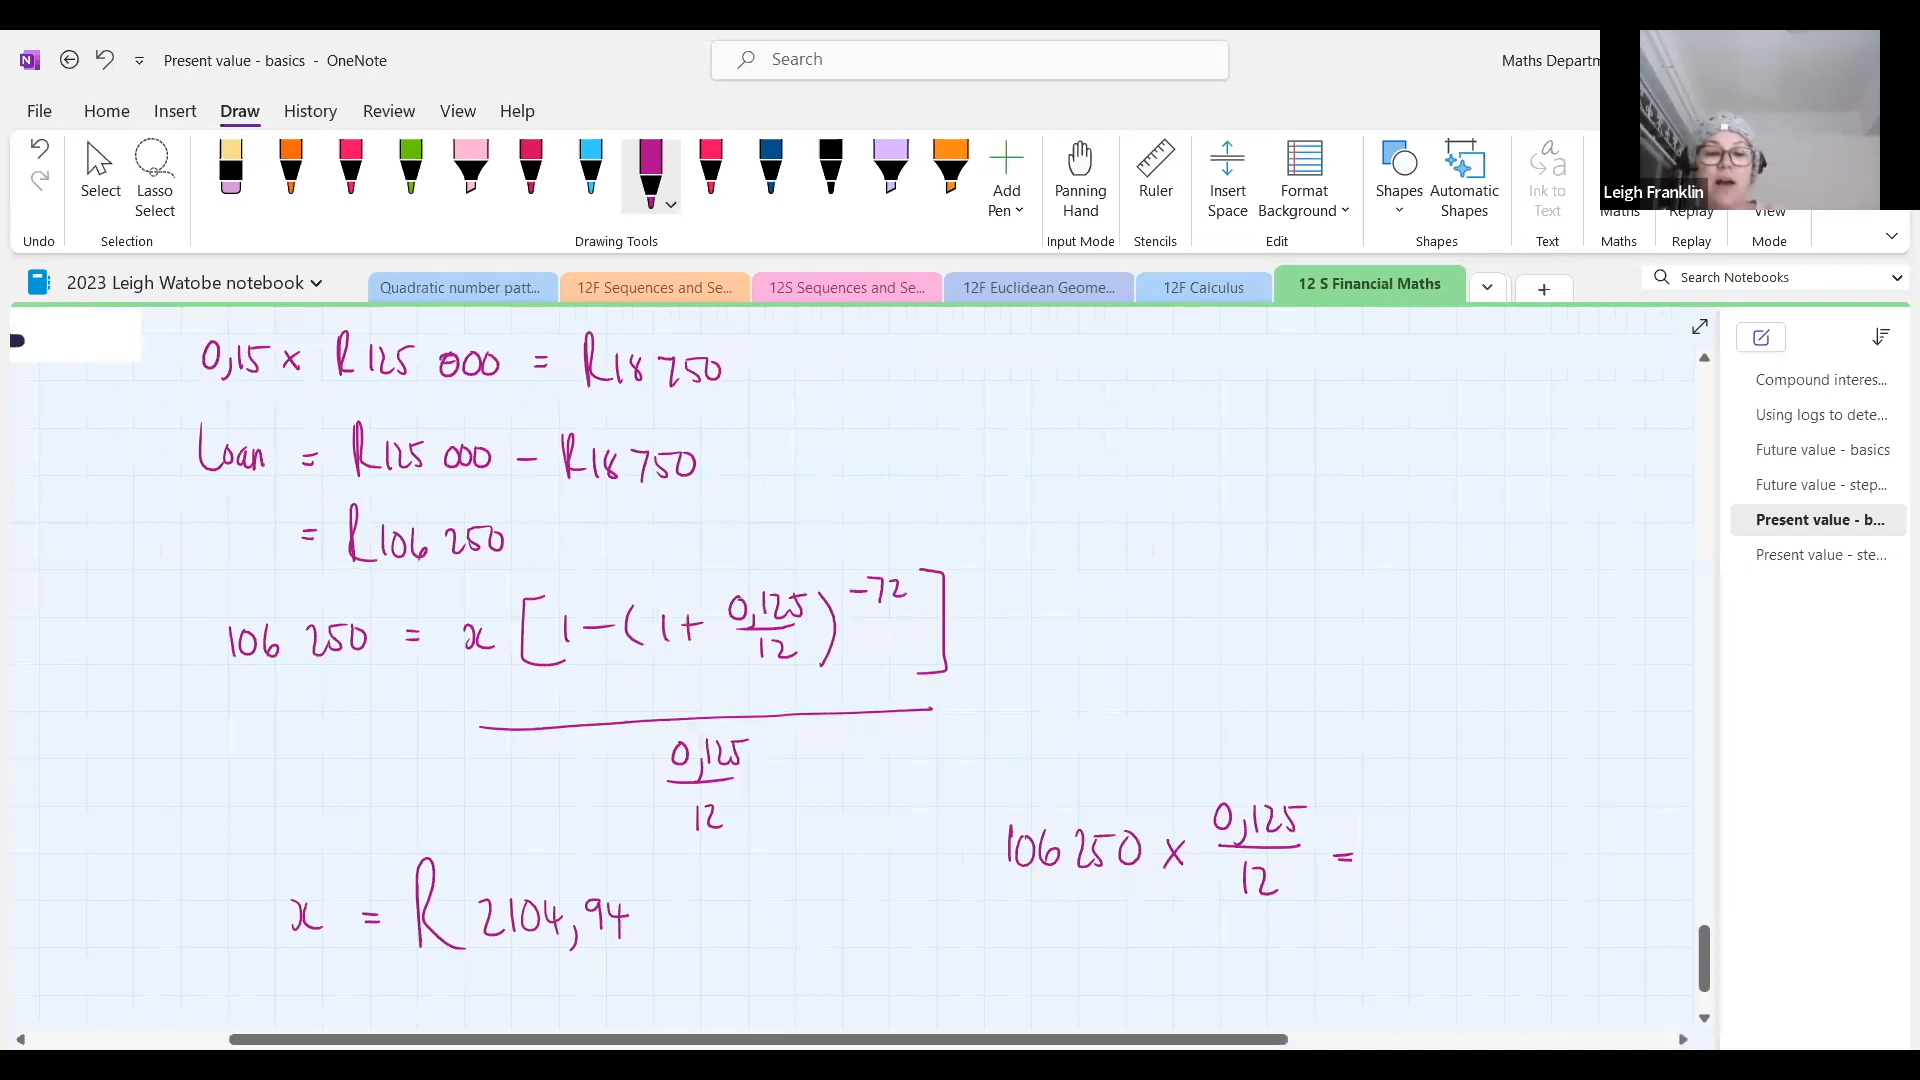 Present value - basics - OneNote
Search
Maths Departm
File Home Insert Draw History Review View Help
Undo
Select
Lasso Select
Selection
Drawing Tools
Add Pen
Panning Hand
Input Mode
Ruler
Stencils
Insert Space
Format Background
Edit
Shapes
Automatic Shapes
Shapes
Ink to Text
Text
Maths
Maths
Replay
Replay
View
Mode
Leigh Franklin
2023 Leigh Watobe notebook
Quadratic number patt...
12F Sequences and Se...
12S Sequences and Se...
12F Euclidean Geome...
12F Calculus
12 S Financial Maths
Search Notebooks
Compound interes...
Using logs to dete...
Future value - basics
Future value - step...
Present value - b...
Present value - ste...
0,15 × R125 000 = R18 750
Loan = R125 000 − R18 750
= R106 250
106 250 = x [1−(1+ 0,125/12)^−72]
0,125
12
106 250 × 0,125/12 =
x = R 2104,94